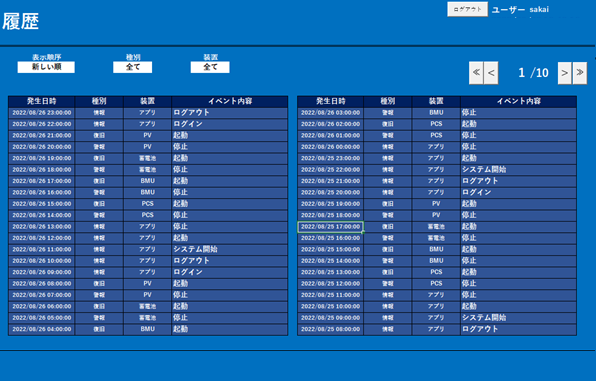 履歴
ログアウト ユーザー sakai
表示順序 種別 装置
新しい順 全て 全て
≪ < 1 /10 > ≫
発生日時 種別 装置 イベント内容
2022/08/26 23:00:00 情報 アプリ ログアウト
2022/08/26 22:00:00 情報 アプリ ログイン
2022/08/26 21:00:00 復旧 PV 起動
2022/08/26 20:00:00 警報 PV 停止
2022/08/26 19:00:00 復旧 蓄電池 起動
2022/08/26 18:00:00 警報 蓄電池 停止
2022/08/26 17:00:00 復旧 BMU 起動
2022/08/26 16:00:00 警報 BMU 停止
2022/08/26 15:00:00 復旧 PCS 起動
2022/08/26 14:00:00 警報 PCS 停止
2022/08/26 13:00:00 情報 アプリ 停止
2022/08/26 12:00:00 情報 アプリ 起動
2022/08/26 11:00:00 警報 アプリ システム開始
2022/08/26 10:00:00 情報 アプリ ログアウト
2022/08/26 09:00:00 情報 アプリ ログイン
2022/08/26 08:00:00 復旧 PV 起動
2022/08/26 07:00:00 警報 PV 停止
2022/08/26 06:00:00 復旧 蓄電池 起動
2022/08/26 05:00:00 警報 蓄電池 停止
2022/08/26 04:00:00 復旧 BMU 起動
発生日時 種別 装置 イベント内容
2022/08/26 03:00:00 警報 BMU 停止
2022/08/26 02:00:00 復旧 PCS 起動
2022/08/26 01:00:00 警報 PCS 停止
2022/08/26 00:00:00 情報 アプリ 停止
2022/08/25 23:00:00 情報 アプリ 起動
2022/08/25 22:00:00 警報 アプリ システム開始
2022/08/25 21:00:00 情報 アプリ ログアウト
2022/08/25 20:00:00 情報 アプリ ログイン
2022/08/25 19:00:00 復旧 PV 起動
2022/08/25 18:00:00 警報 PV 停止
2022/08/25 17:00:00 復旧 蓄電池 起動
2022/08/25 16:00:00 警報 蓄電池 停止
2022/08/25 15:00:00 復旧 BMU 起動
2022/08/25 14:00:00 警報 BMU 停止
2022/08/25 13:00:00 復旧 PCS 起動
2022/08/25 12:00:00 警報 PCS 停止
2022/08/25 11:00:00 情報 アプリ 停止
2022/08/25 10:00:00 情報 アプリ 起動
2022/08/25 09:00:00 警報 アプリ システム開始
2022/08/25 08:00:00 情報 アプリ ログアウト